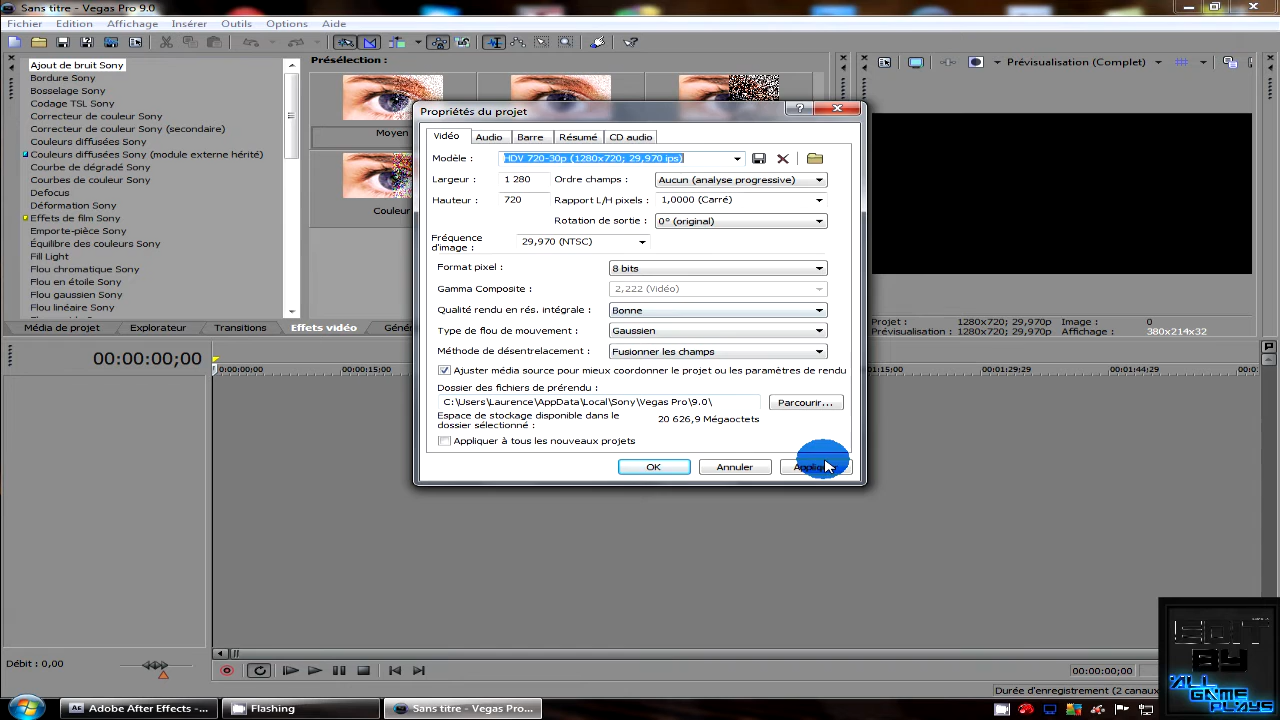 Sans titre - Vegas Pro 9.0
Fichier Edition Affichage Insérer Outils Options Aide
Ajout de bruit Sony
Bordure Sony
Bosselage Sony
Codage TSL Sony
Correcteur de couleur Sony
Correcteur de couleur Sony (secondaire)
Couleurs diffusées Sony
Couleurs diffusées Sony (module externe hérité)
Courbe de dégradé Sony
Courbes de couleur Sony
Defocus
Déformation Sony
Effets de film Sony
Emporte-pièce Sony
Équilibre des couleurs Sony
Fill Light
Flou chromatique Sony
Flou en étoile Sony
Flou gaussien Sony
Flou linéaire Sony
Média de projet Explorateur Transitions Effets vidéo
Présélection :
Moyen
Couleur
Prévisualisation (Complet)
Projet : 1280x720; 29,970p Image : 0
Prévisualisation : 1280x720; 29,970p Affichage : 380x214x32
Propriétés du projet
Vidéo Audio Barre Résumé CD audio
Modèle : HDV 720-30p (1280x720; 29,970 ips)
Largeur : 1 280 Ordre champs : Aucun (analyse progressive)
Hauteur : 720 Rapport L/H pixels : 1,0000 (Carré)
Rotation de sortie : 0° (original)
Fréquence
d'image : 29,970 (NTSC)
Format pixel : 8 bits
Gamma Composite : 2,222 (Vidéo)
Qualité rendu en rés. intégrale : Bonne
Type de flou de mouvement : Gaussien
Méthode de désentrelacement : Fusionner les champs
Ajuster média source pour mieux coordonner le projet ou les paramètres de rendu
Dossier des fichiers de prérendu :
C:\Users\Laurence\AppData\Local\Sony\Vegas Pro\9.0\ Parcourir...
Espace de stockage disponible dans le
dossier sélectionné : 20 626,9 Mégaoctets
Appliquer à tous les nouveaux projets
OK Annuler
00:00:00;00
0:00:00;00 00:00:15;00 00:01:29;29
Débit : 0,00
00:00:00;00
EDIT
BY
ALL
GAME
PLAYS
Adobe After Effects - ... Flashing Sans titre - Vegas Pro...